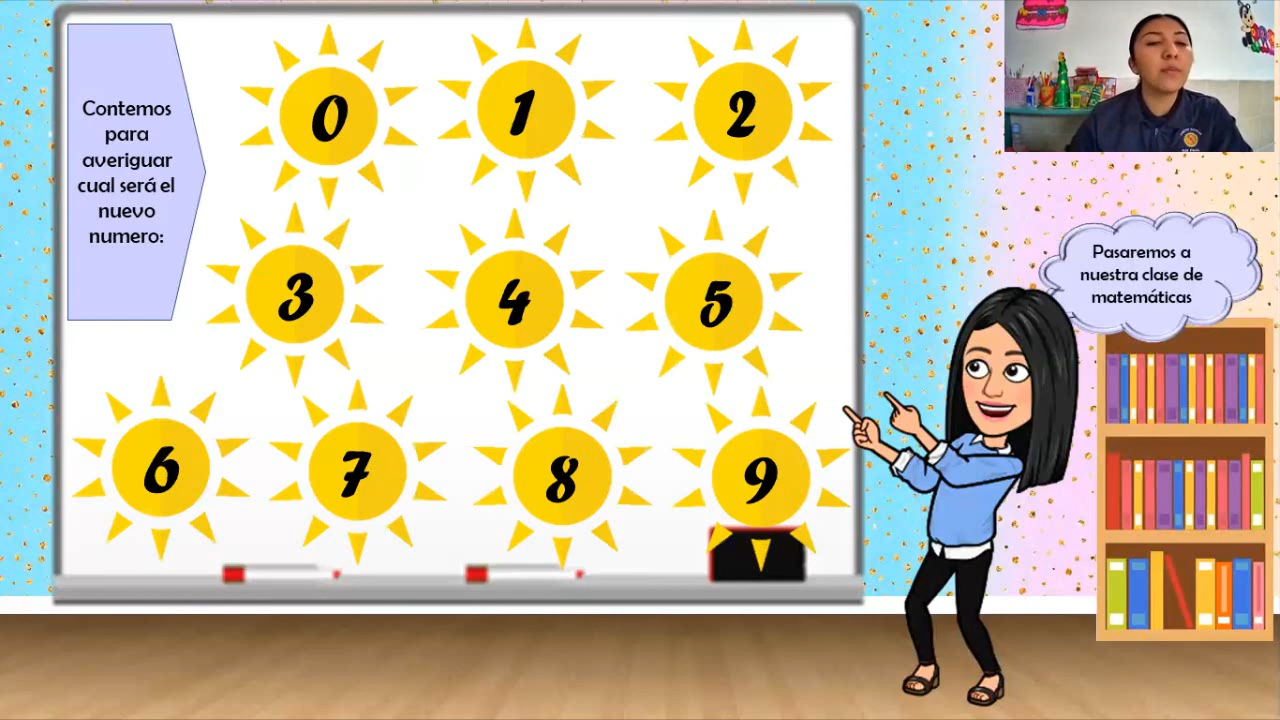 Contemos
para
averiguar
cual será el
nuevo
numero:
0 1 2
3 4 5
6 7 8 9
Pasaremos a
nuestra clase de
matemáticas